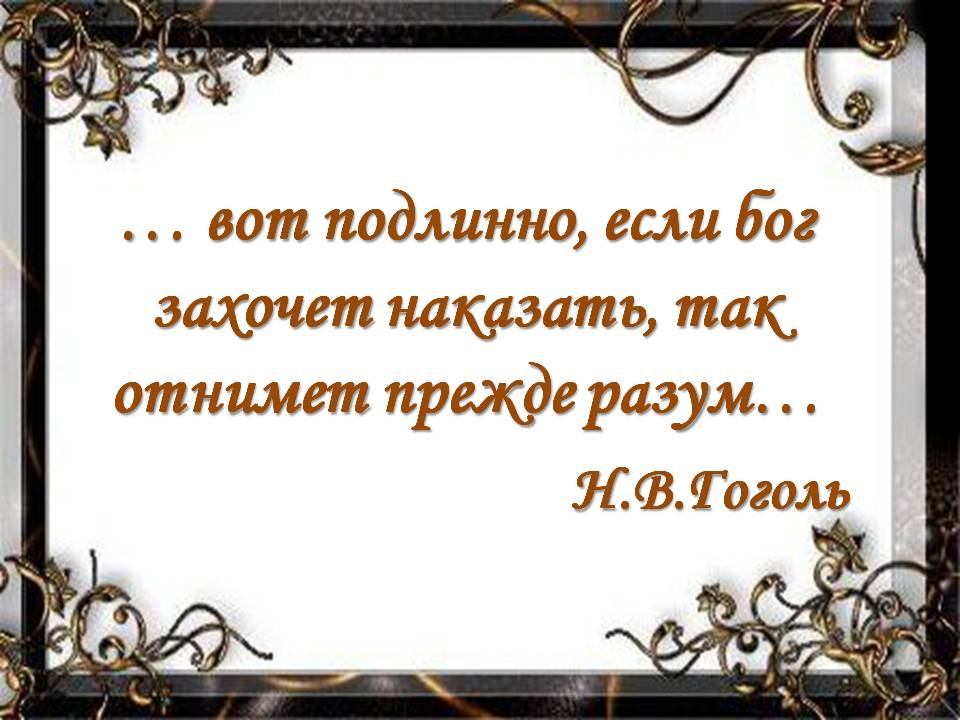 … вот подлинно, если бог
захочет наказать, так
отнимет прежде разум…
Н.В.Гоголь